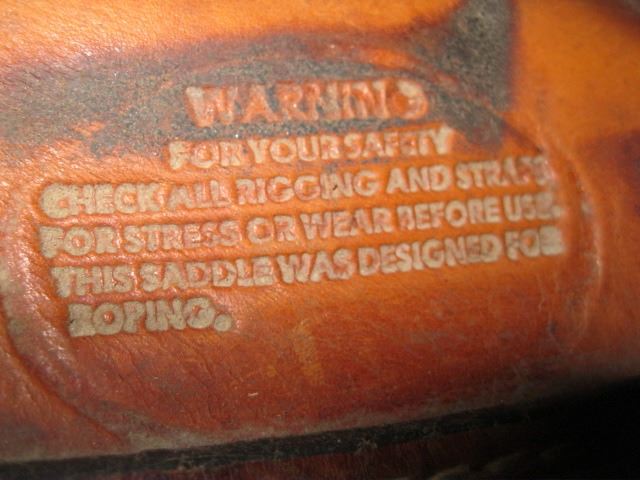 WARNING
FOR YOUR SAFETY
CHECK ALL RIGGING AND STRAPS
FOR STRESS OR WEAR BEFORE USE.
THIS SADDLE WAS DESIGNED FOR
ROPING.